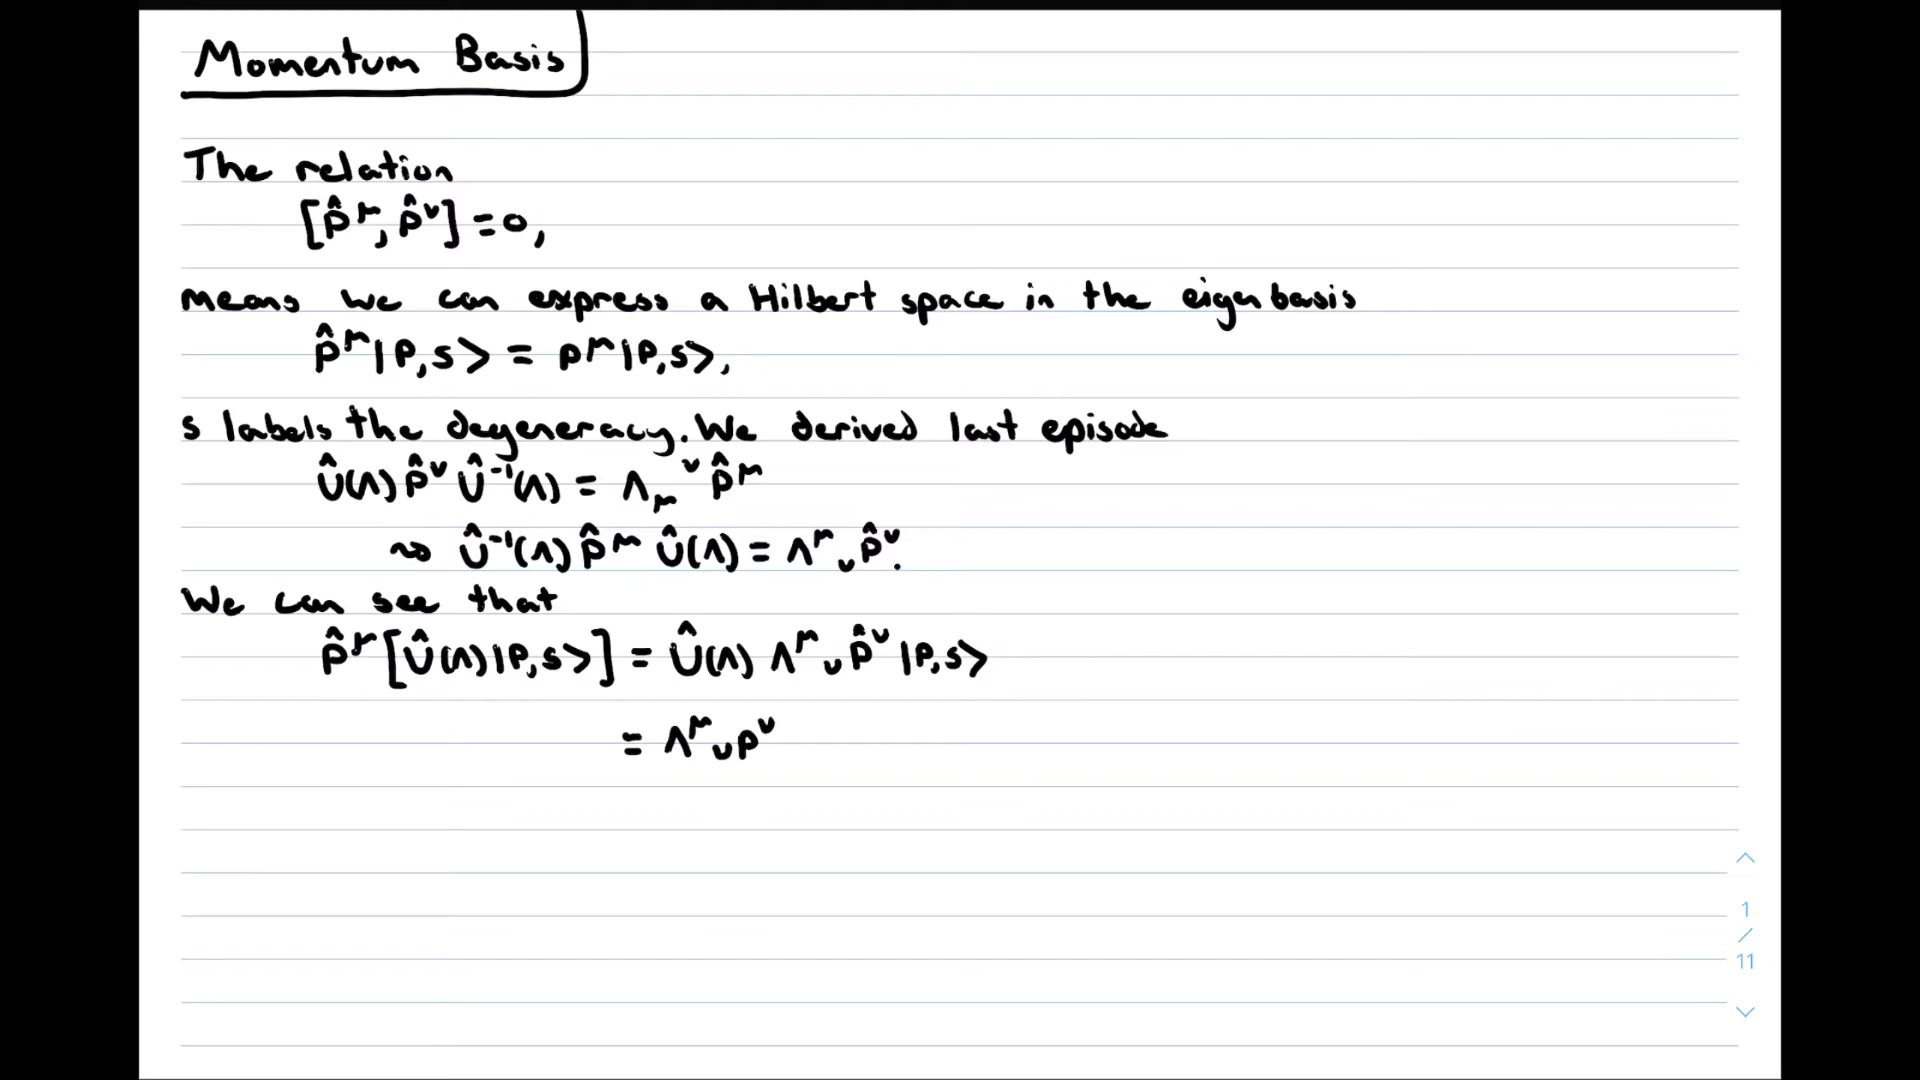 Momentum Basis
The relation
[P̂^μ, P̂^ν] = 0,
means we can express a Hilbert space in the eigenbasis
P̂^μ|p,s> = p^μ|p,s>,
s labels the degeneracy. We derived last episode
Û(Λ) P̂^ν Û^-1(Λ) = Λ_μ^ν P̂^μ
⇝ Û^-1(Λ) P̂^μ Û(Λ) = Λ^μ_ν P̂^ν.
We can see that
P̂^μ[Û(Λ)|p,s>] = Û(Λ) Λ^μ_ν P̂^ν |p,s>
= Λ^μ_ν p^ν
1
/
11